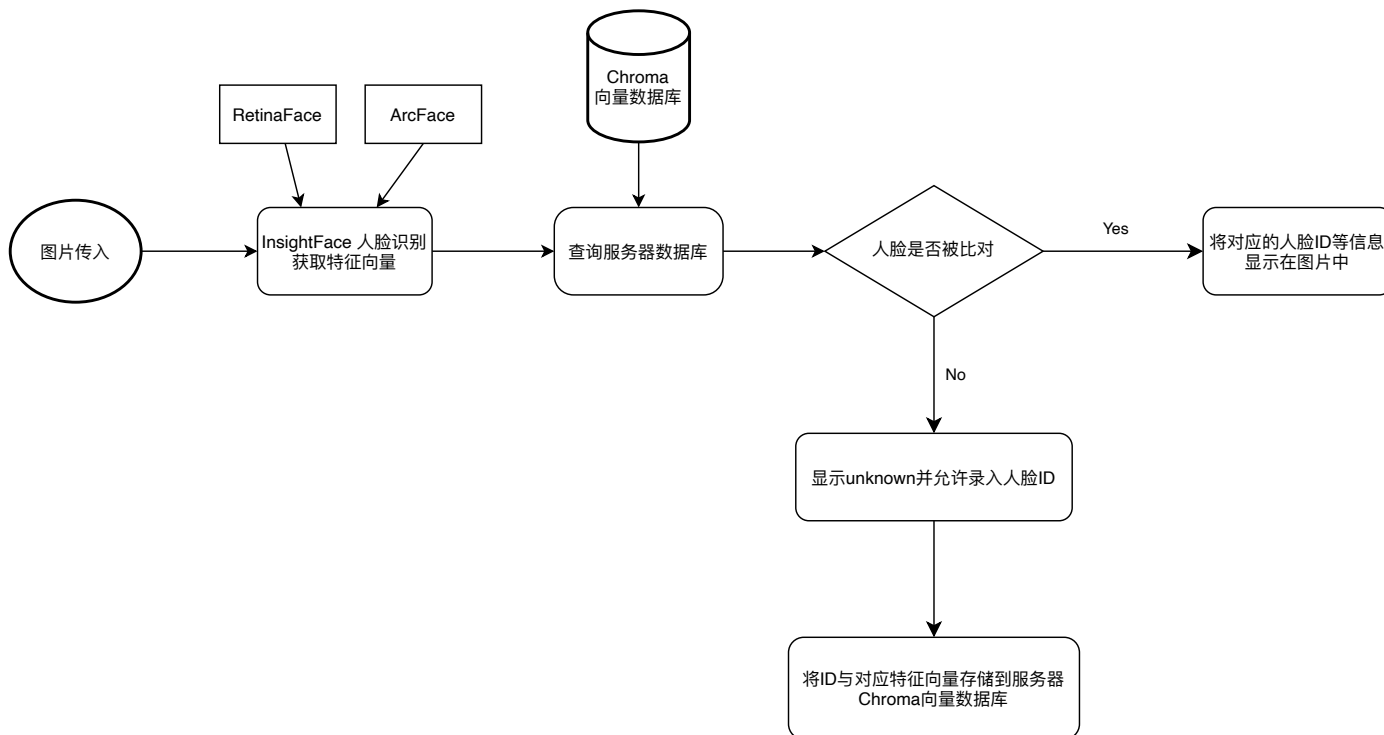 Chroma
向量数据库
RetinaFace
ArcFace
图片传入
InsightFace 人脸识别
获取特征向量
查询服务器数据库
人脸是否被比对
Yes
将对应的人脸ID等信息
显示在图片中
No
显示unknown并允许录入人脸ID
将ID与对应特征向量存储到服务器
Chroma向量数据库